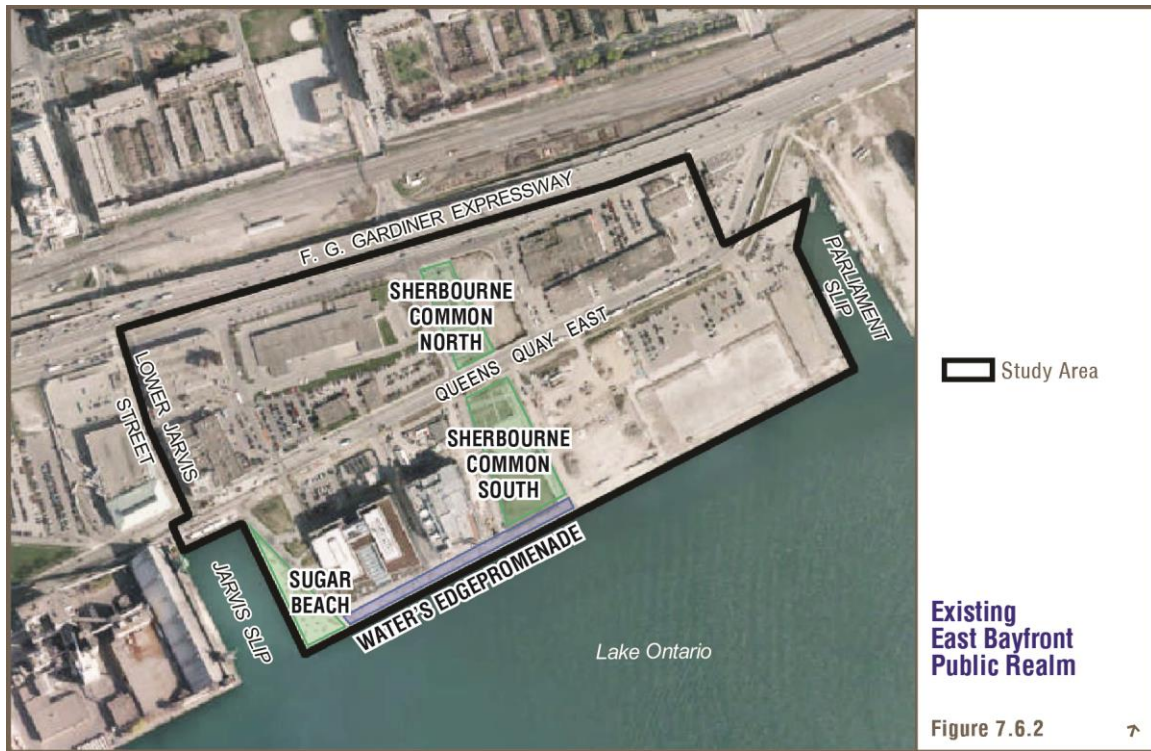 F. G. GARDINER EXPRESSWAY
SHERBOURNE
COMMON
NORTH
QUEENS QUAY EAST
PARLIAMENT
SLIP
LOWER JARVIS
STREET
SHERBOURNE
COMMON
SOUTH
SUGAR
BEACH
WATER'S EDGEPROMENADE
JARVIS SLIP
Lake Ontario
Study Area
Existing
East Bayfront
Public Realm
Figure 7.6.2